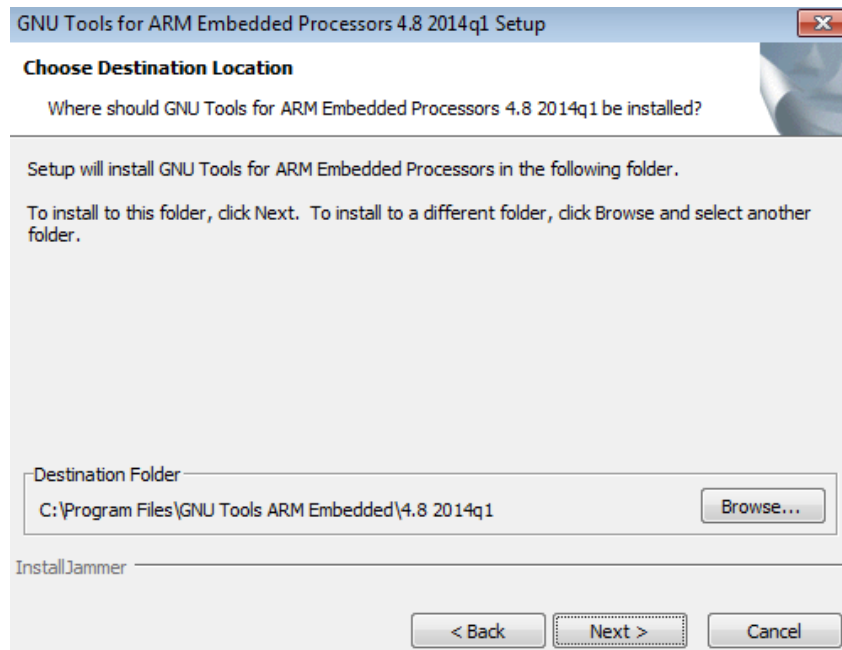 GNU Tools for ARM Embedded Processors 4.8 2014q1 Setup
Choose Destination Location
Where should GNU Tools for ARM Embedded Processors 4.8 2014q1 be installed?
Setup will install GNU Tools for ARM Embedded Processors in the following folder.
To install to this folder, click Next. To install to a different folder, click Browse and select another
folder.
Destination Folder
C:\Program Files\GNU Tools ARM Embedded\4.8 2014q1
Browse...
InstallJammer
< Back
Next >
Cancel